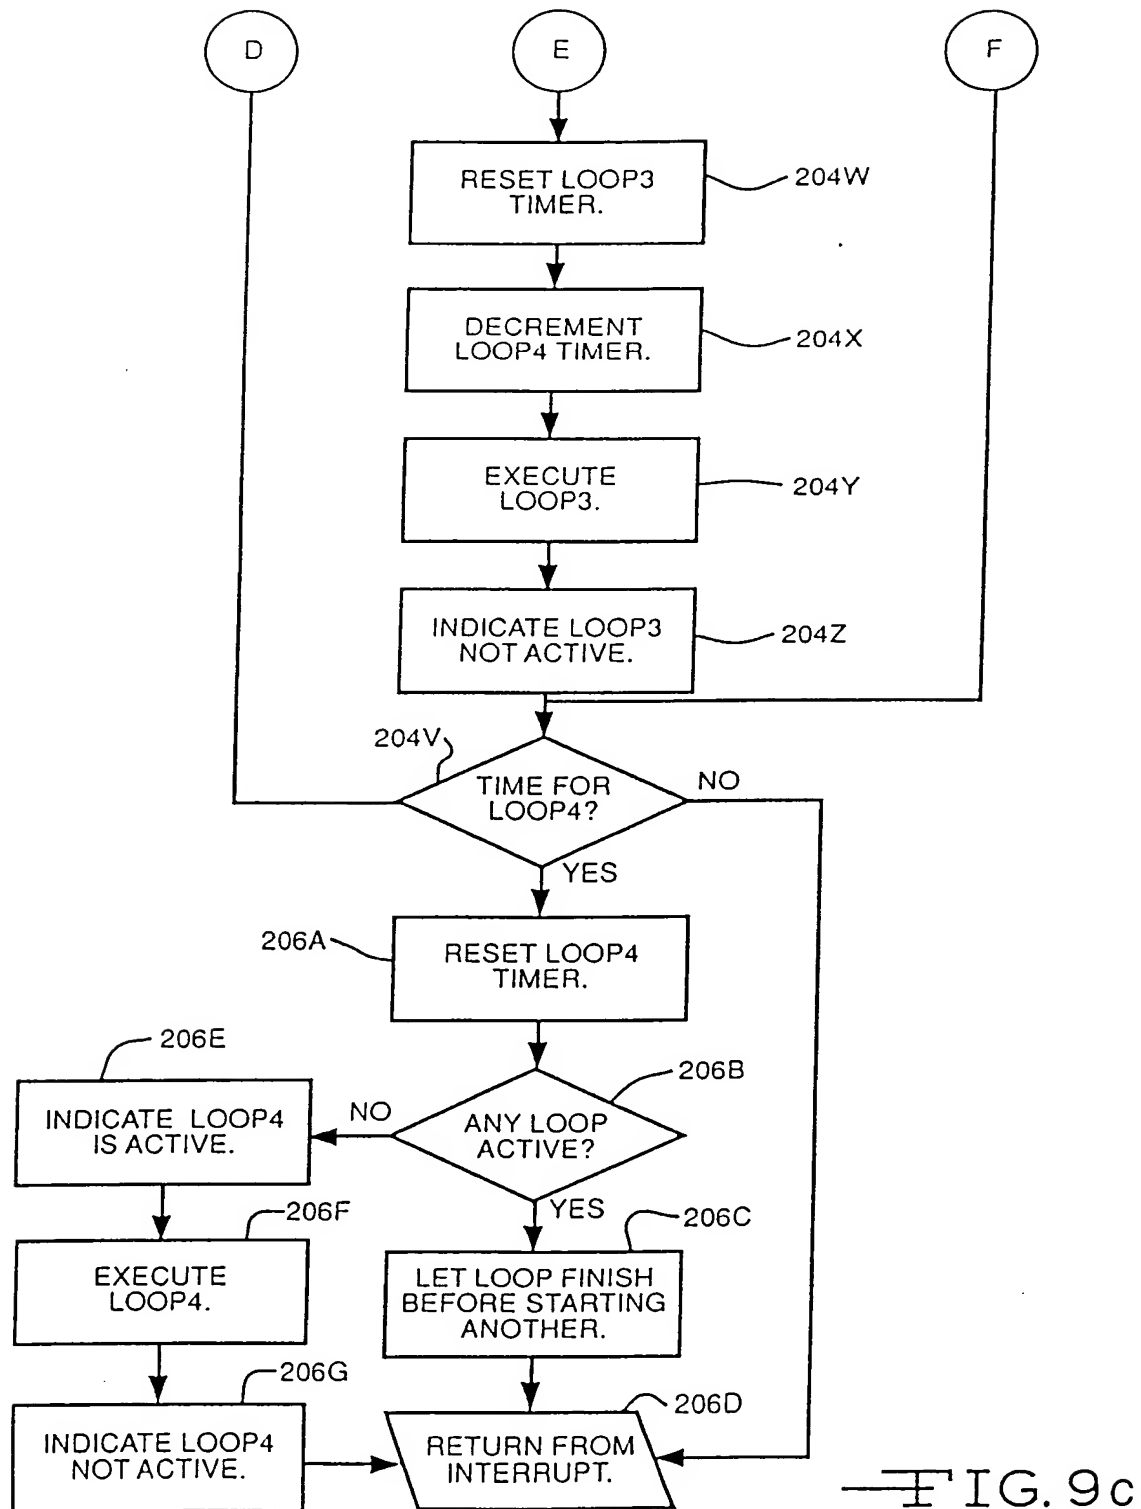 D
E
F
RESET LOOP3
TIMER.
204W
DECREMENT
LOOP4 TIMER.
204X
EXECUTE
LOOP3.
204Y
INDICATE LOOP3
NOT ACTIVE.
204Z
204V
TIME FOR
LOOP4?
NO
YES
206A
RESET LOOP4
TIMER.
206E
206B
INDICATE LOOP4
IS ACTIVE.
NO
ANY LOOP
ACTIVE?
YES
206F
206C
EXECUTE
LOOP4.
LET LOOP FINISH
BEFORE STARTING
ANOTHER.
206G
206D
INDICATE LOOP4
NOT ACTIVE.
RETURN FROM
INTERRUPT.
FIG. 9c